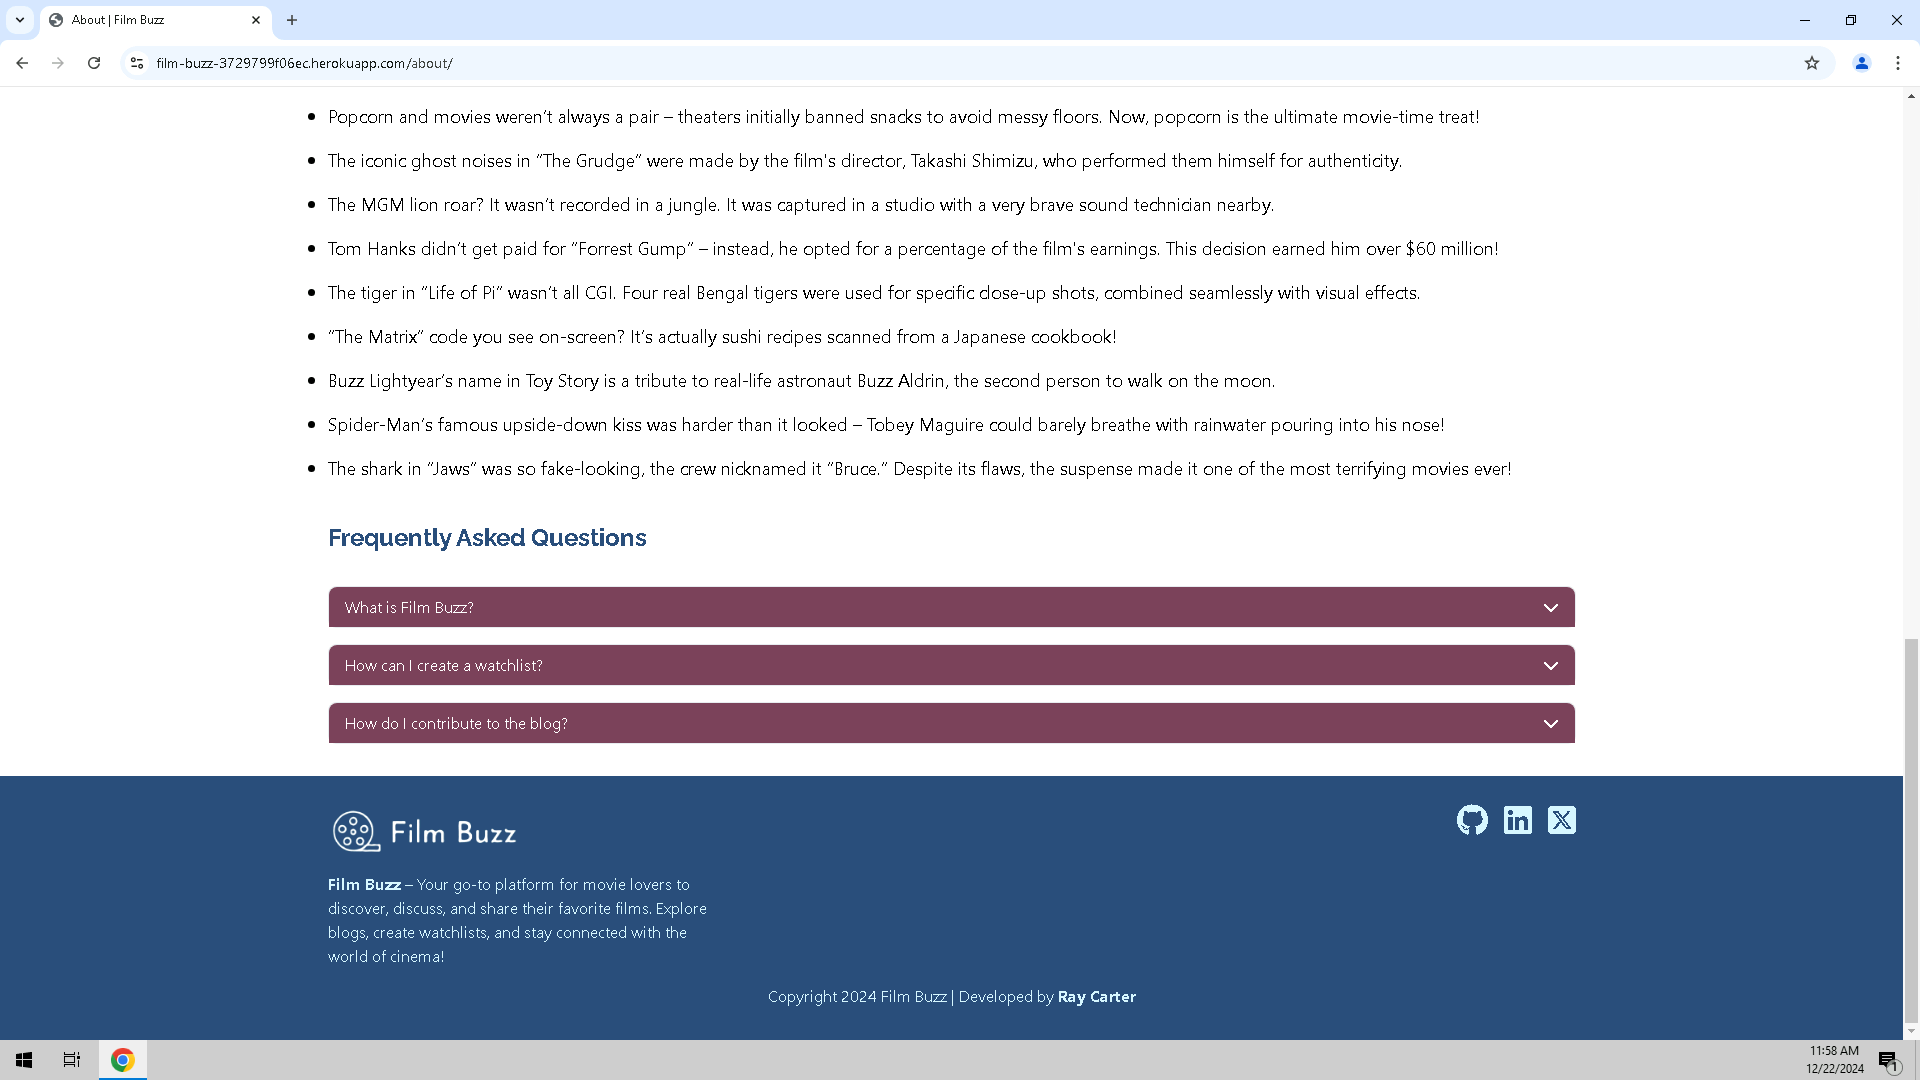 About | Film Buzz
film-buzz-3729799f06ec.herokuapp.com/about/
Popcorn and movies weren’t always a pair – theaters initially banned snacks to avoid messy floors. Now, popcorn is the ultimate movie-time treat!
The iconic ghost noises in “The Grudge” were made by the film's director, Takashi Shimizu, who performed them himself for authenticity.
The MGM lion roar? It wasn’t recorded in a jungle. It was captured in a studio with a very brave sound technician nearby.
Tom Hanks didn’t get paid for “Forrest Gump” – instead, he opted for a percentage of the film's earnings. This decision earned him over $60 million!
The tiger in “Life of Pi” wasn’t all CGI. Four real Bengal tigers were used for specific close-up shots, combined seamlessly with visual effects.
“The Matrix” code you see on-screen? It’s actually sushi recipes scanned from a Japanese cookbook!
Buzz Lightyear’s name in Toy Story is a tribute to real-life astronaut Buzz Aldrin, the second person to walk on the moon.
Spider-Man’s famous upside-down kiss was harder than it looked – Tobey Maguire could barely breathe with rainwater pouring into his nose!
The shark in “Jaws” was so fake-looking, the crew nicknamed it “Bruce.” Despite its flaws, the suspense made it one of the most terrifying movies ever!
Frequently Asked Questions
What is Film Buzz?
How can I create a watchlist?
How do I contribute to the blog?
Film Buzz
Film Buzz – Your go-to platform for movie lovers to
discover, discuss, and share their favorite films. Explore
blogs, create watchlists, and stay connected with the
world of cinema!
Copyright 2024 Film Buzz | Developed by Ray Carter
11:58 AM
12/22/2024
1